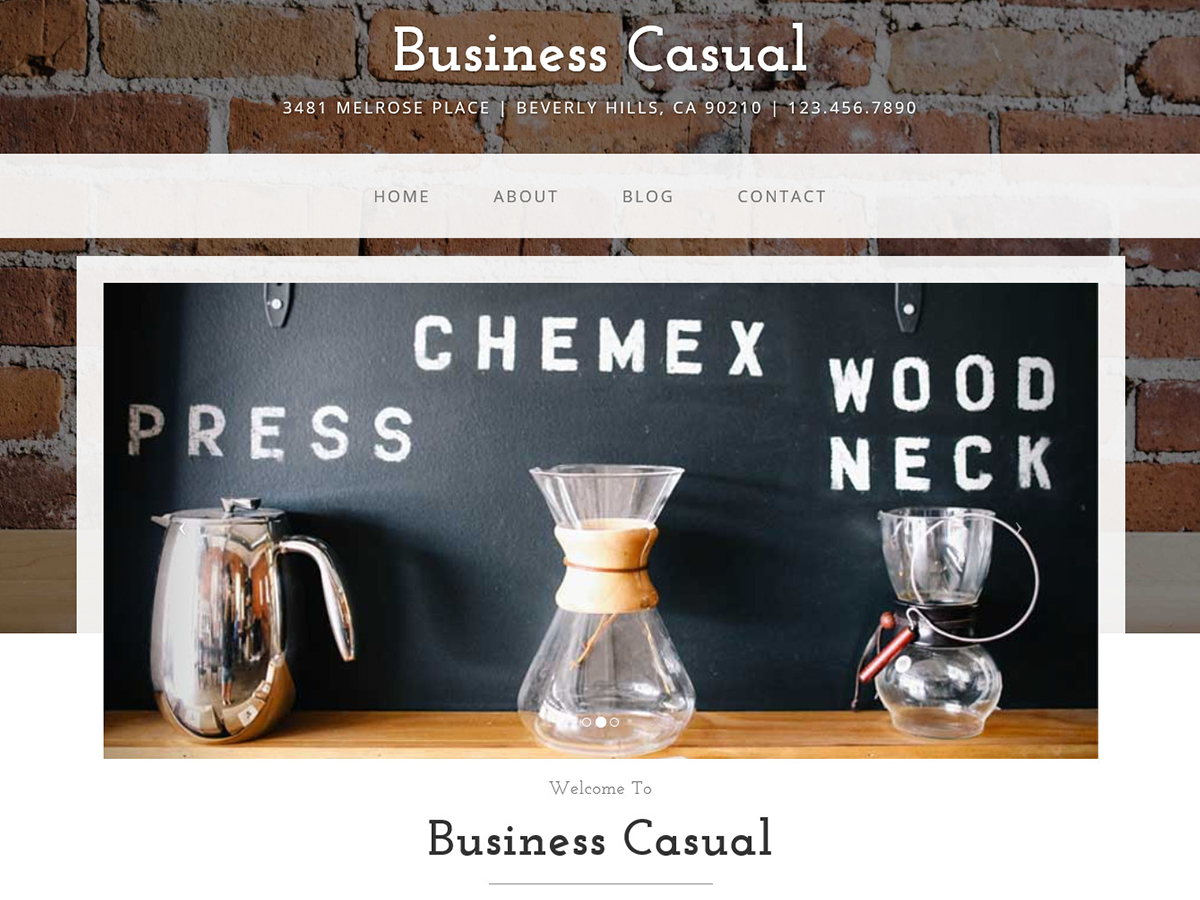 Business Casual
3481 MELROSE PLACE | BEVERLY HILLS, CA 90210 | 123.456.7890
HOME ABOUT BLOG CONTACT
CHEMEX
PRESS
WOOD
NECK
Welcome To
Business Casual